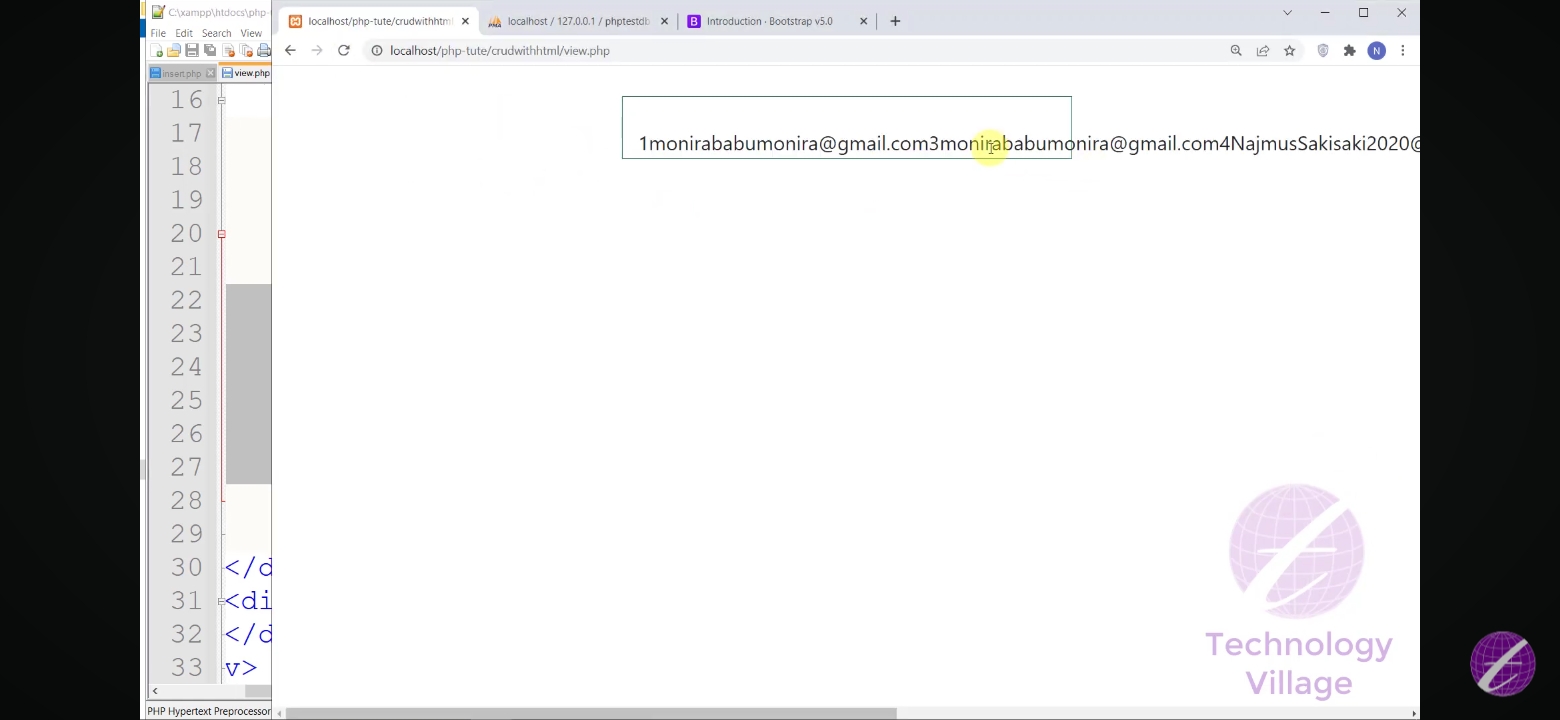 C:\xampp\htdocs\php-
File Edit Search View
insert.php view.php
16
17
18
19
20
21
22
23
24
25
26
27
28
29
30 </d
31 <di
32 </d
33 v>
PHP Hypertext Preprocessor
localhost/php-tute/crudwithhtml
localhost / 127.0.0.1 / phptestdb
Introduction · Bootstrap v5.0
localhost/php-tute/crudwithhtml/view.php
N
1monirababumonira@gmail.com3monirababumonira@gmail.com4NajmusSakisaki2020@
Technology
Village